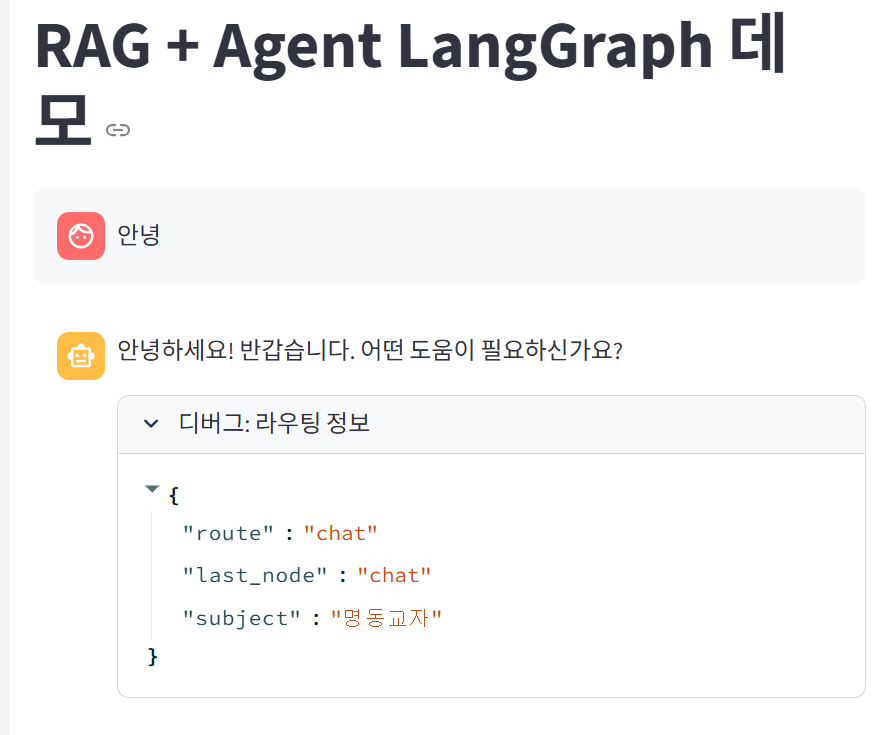 RAG + Agent LangGraph 데
모
안녕
안녕하세요! 반갑습니다. 어떤 도움이 필요하신가요?
디버그: 라우팅 정보
{
"route" : "chat"
"last_node" : "chat"
"subject" : "명동교자"
}